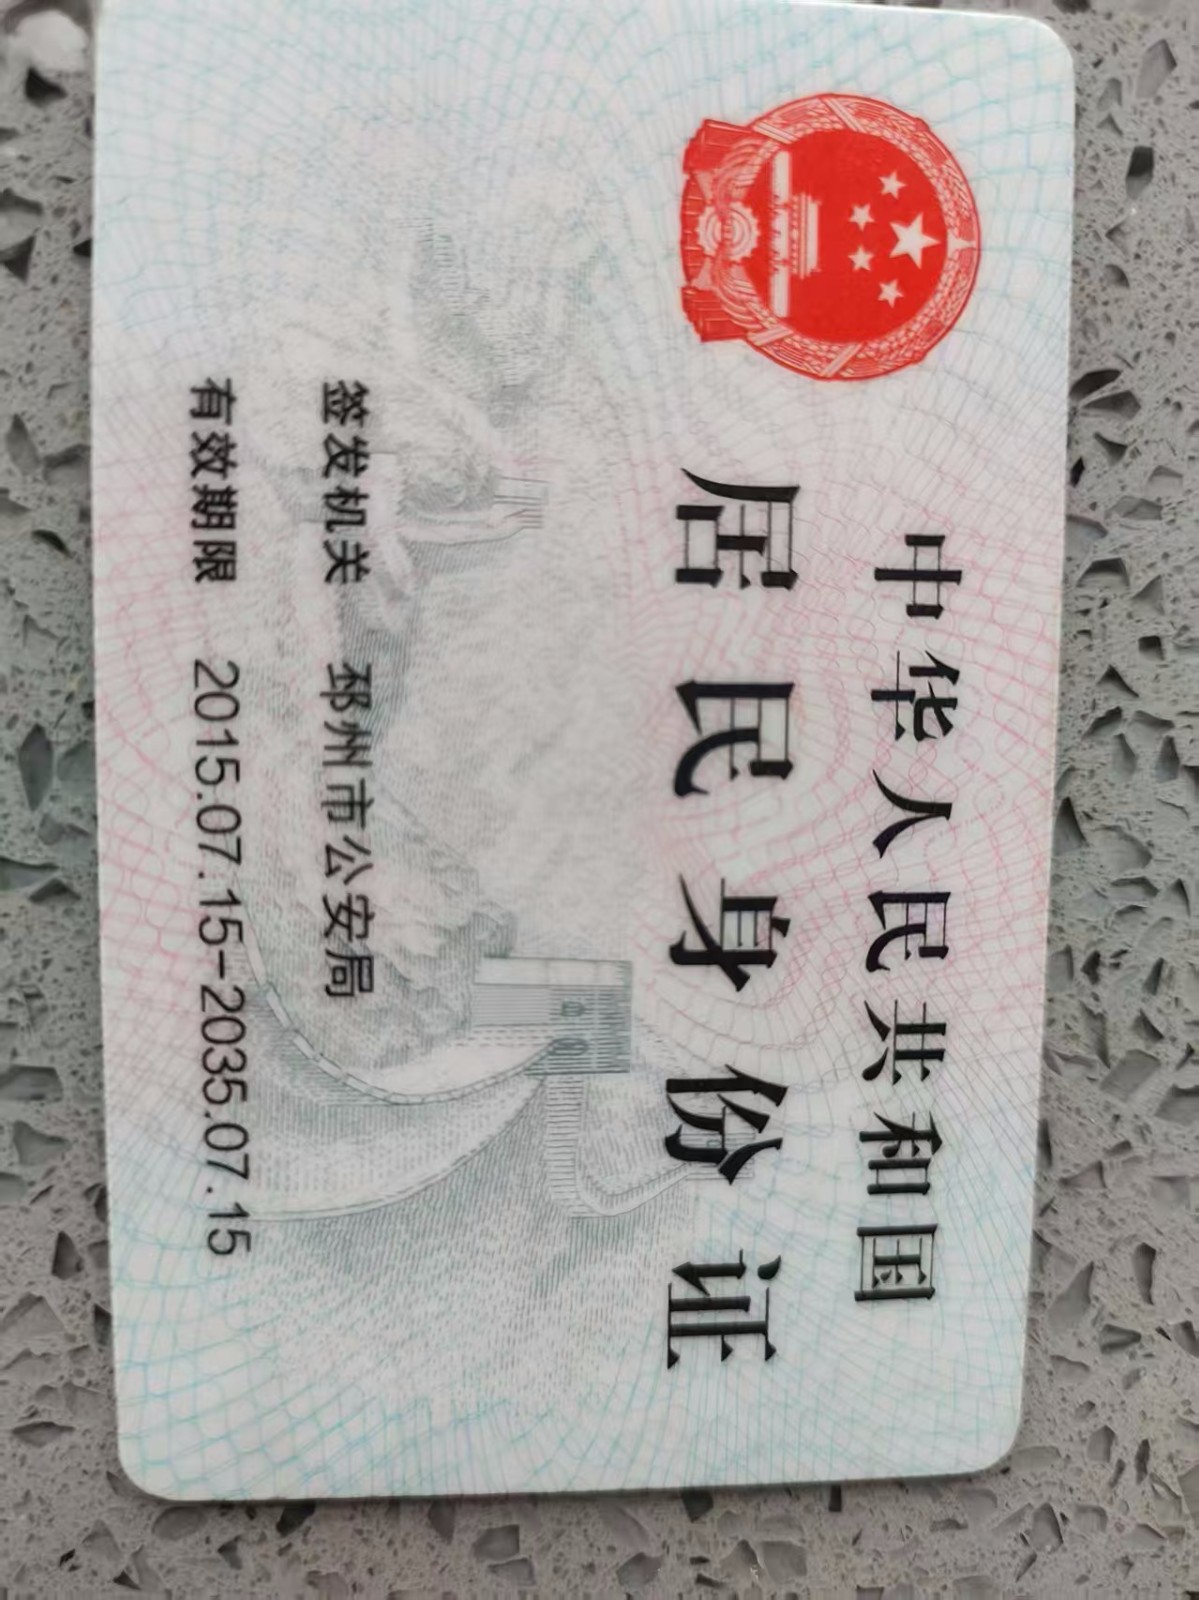 中华人民共和国
居民身份证
签发机关 邳州市公安局
有效期限 2015.07.15-2035.07.15